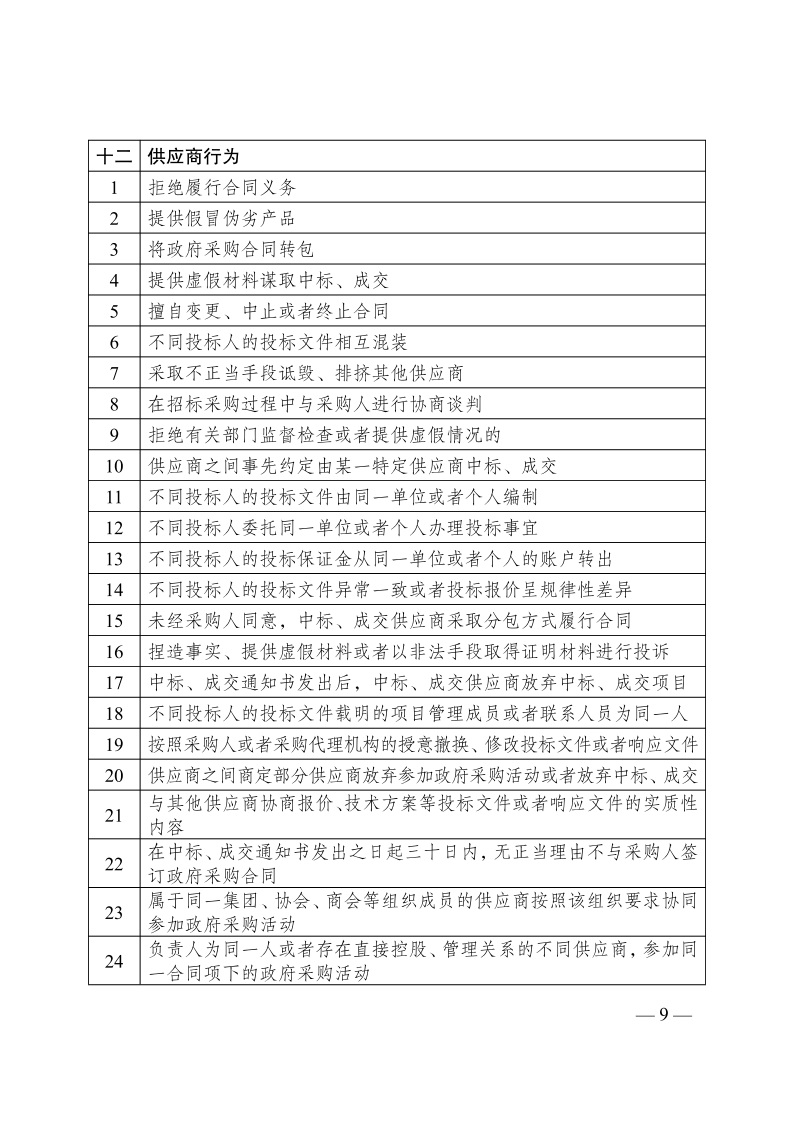 十二 供应商行为
1 拒绝履行合同义务
2 提供假冒伪劣产品
3 将政府采购合同转包
4 提供虚假材料谋取中标、成交
5 擅自变更、中止或者终止合同
6 不同投标人的投标文件相互混装
7 采取不正当手段诋毁、排挤其他供应商
8 在招标采购过程中与采购人进行协商谈判
9 拒绝有关部门监督检查或者提供虚假情况的
10 供应商之间事先约定由某一特定供应商中标、成交
11 不同投标人的投标文件由同一单位或者个人编制
12 不同投标人委托同一单位或者个人办理投标事宜
13 不同投标人的投标保证金从同一单位或者个人的账户转出
14 不同投标人的投标文件异常一致或者投标报价呈规律性差异
15 未经采购人同意，中标、成交供应商采取分包方式履行合同
16 捏造事实、提供虚假材料或者以非法手段取得证明材料进行投诉
17 中标、成交通知书发出后，中标、成交供应商放弃中标、成交项目
18 不同投标人的投标文件载明的项目管理成员或者联系人员为同一人
19 按照采购人或者采购代理机构的授意撤换、修改投标文件或者响应文件
20 供应商之间商定部分供应商放弃参加政府采购活动或者放弃中标、成交
21 与其他供应商协商报价、技术方案等投标文件或者响应文件的实质性
内容
22 在中标、成交通知书发出之日起三十日内，无正当理由不与采购人签
订政府采购合同
23 属于同一集团、协会、商会等组织成员的供应商按照该组织要求协同
参加政府采购活动
24 负责人为同一人或者存在直接控股、管理关系的不同供应商，参加同
一合同项下的政府采购活动
— 9 —